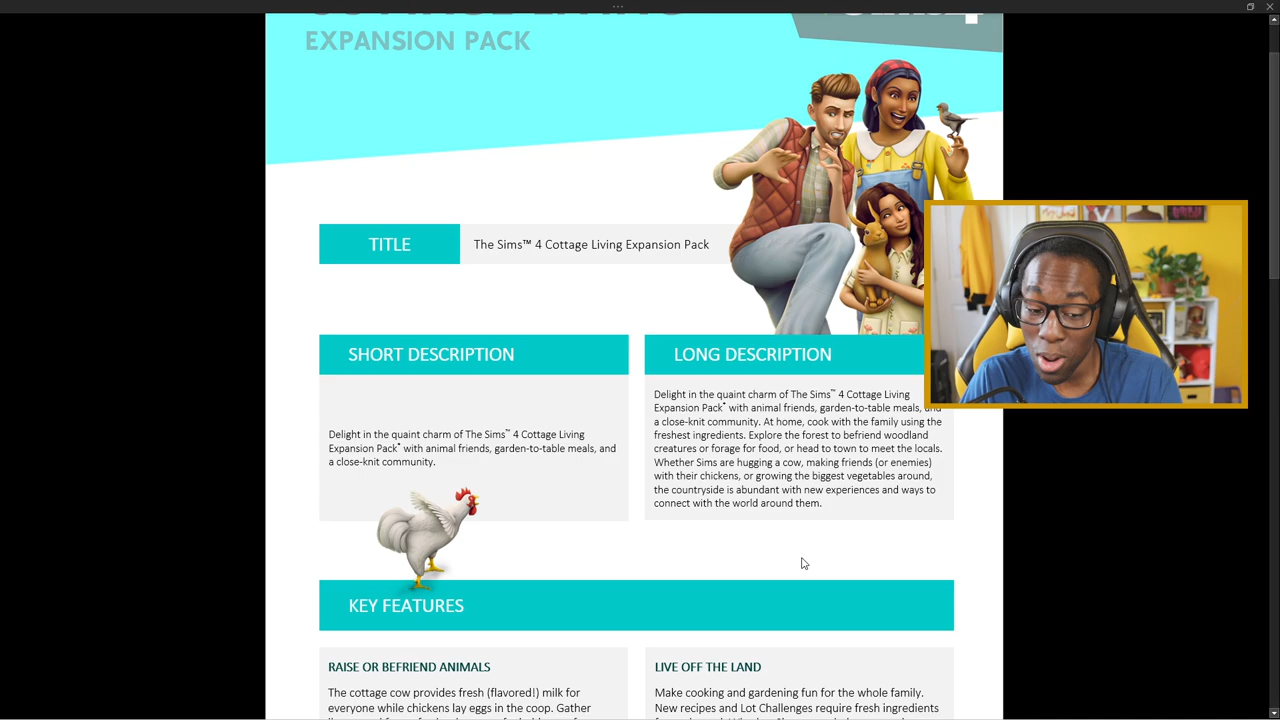 EXPANSION PACK
TITLE
The Sims™ 4 Cottage Living Expansion Pack
SHORT DESCRIPTION
Delight in the quaint charm of The Sims™ 4 Cottage Living
Expansion Pack* with animal friends, garden-to-table meals, and
a close-knit community.
LONG DESCRIPTION
Delight in the quaint charm of The Sims™ 4 Cottage Living
Expansion Pack* with animal friends, garden-to-table meals, and
a close-knit community. At home, cook with the family using the
freshest ingredients. Explore the forest to befriend woodland
creatures or forage for food, or head to town to meet the locals.
Whether Sims are hugging a cow, making friends (or enemies)
with their chickens, or growing the biggest vegetables around,
the countryside is abundant with new experiences and ways to
connect with the world around them.
KEY FEATURES
RAISE OR BEFRIEND ANIMALS
The cottage cow provides fresh (flavored!) milk for
everyone while chickens lay eggs in the coop. Gather
LIVE OFF THE LAND
Make cooking and gardening fun for the whole family.
New recipes and Lot Challenges require fresh ingredients